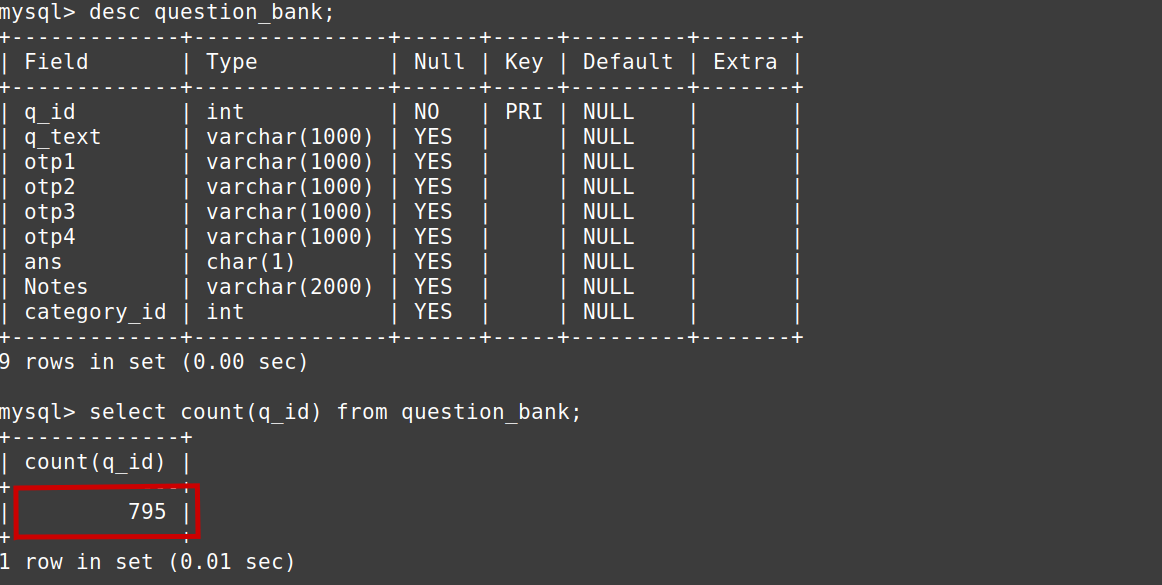 mysql> desc question_bank;
+-------------+---------------+------+-----+---------+-------+
| Field       | Type          | Null | Key | Default | Extra |
+-------------+---------------+------+-----+---------+-------+
| q_id        | int           | NO   | PRI | NULL    |       |
| q_text      | varchar(1000) | YES  |     | NULL    |       |
| otp1        | varchar(1000) | YES  |     | NULL    |       |
| otp2        | varchar(1000) | YES  |     | NULL    |       |
| otp3        | varchar(1000) | YES  |     | NULL    |       |
| otp4        | varchar(1000) | YES  |     | NULL    |       |
| ans         | char(1)       | YES  |     | NULL    |       |
| Notes       | varchar(2000) | YES  |     | NULL    |       |
| category_id | int           | YES  |     | NULL    |       |
+-------------+---------------+------+-----+---------+-------+
9 rows in set (0.00 sec)
mysql> select count(q_id) from question_bank;
+-------------+
| count(q_id) |
+-------------+
|         795 |
+-------------+
1 row in set (0.01 sec)